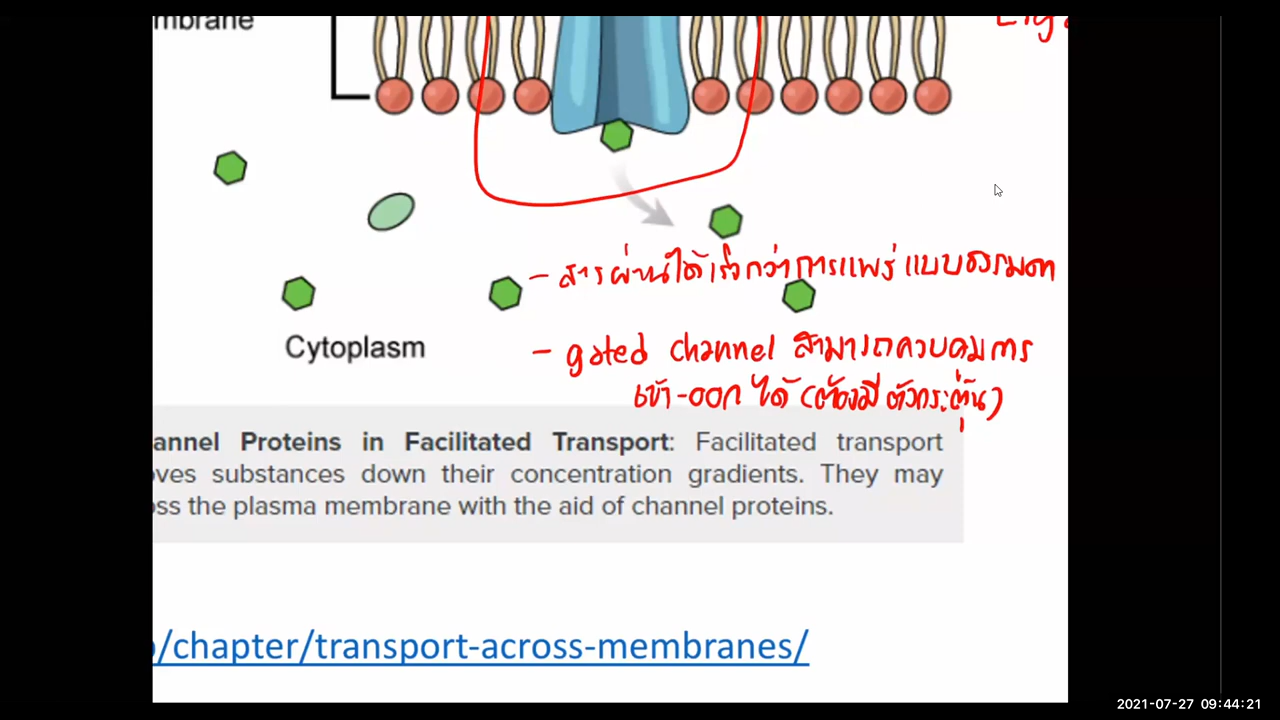 mbrane
- สารผ่านได้เร็วกว่าการแพร่แบบธรรมดา
Cytoplasm
- gated channel สามารถควบคุมการ
เข้า-ออก ได้ (ต้องมีตัวกระตุ้น)
annel Proteins in Facilitated Transport: Facilitated transport
oves substances down their concentration gradients. They may
oss the plasma membrane with the aid of channel proteins.
/chapter/transport-across-membranes/
2021-07-27 09:44:21